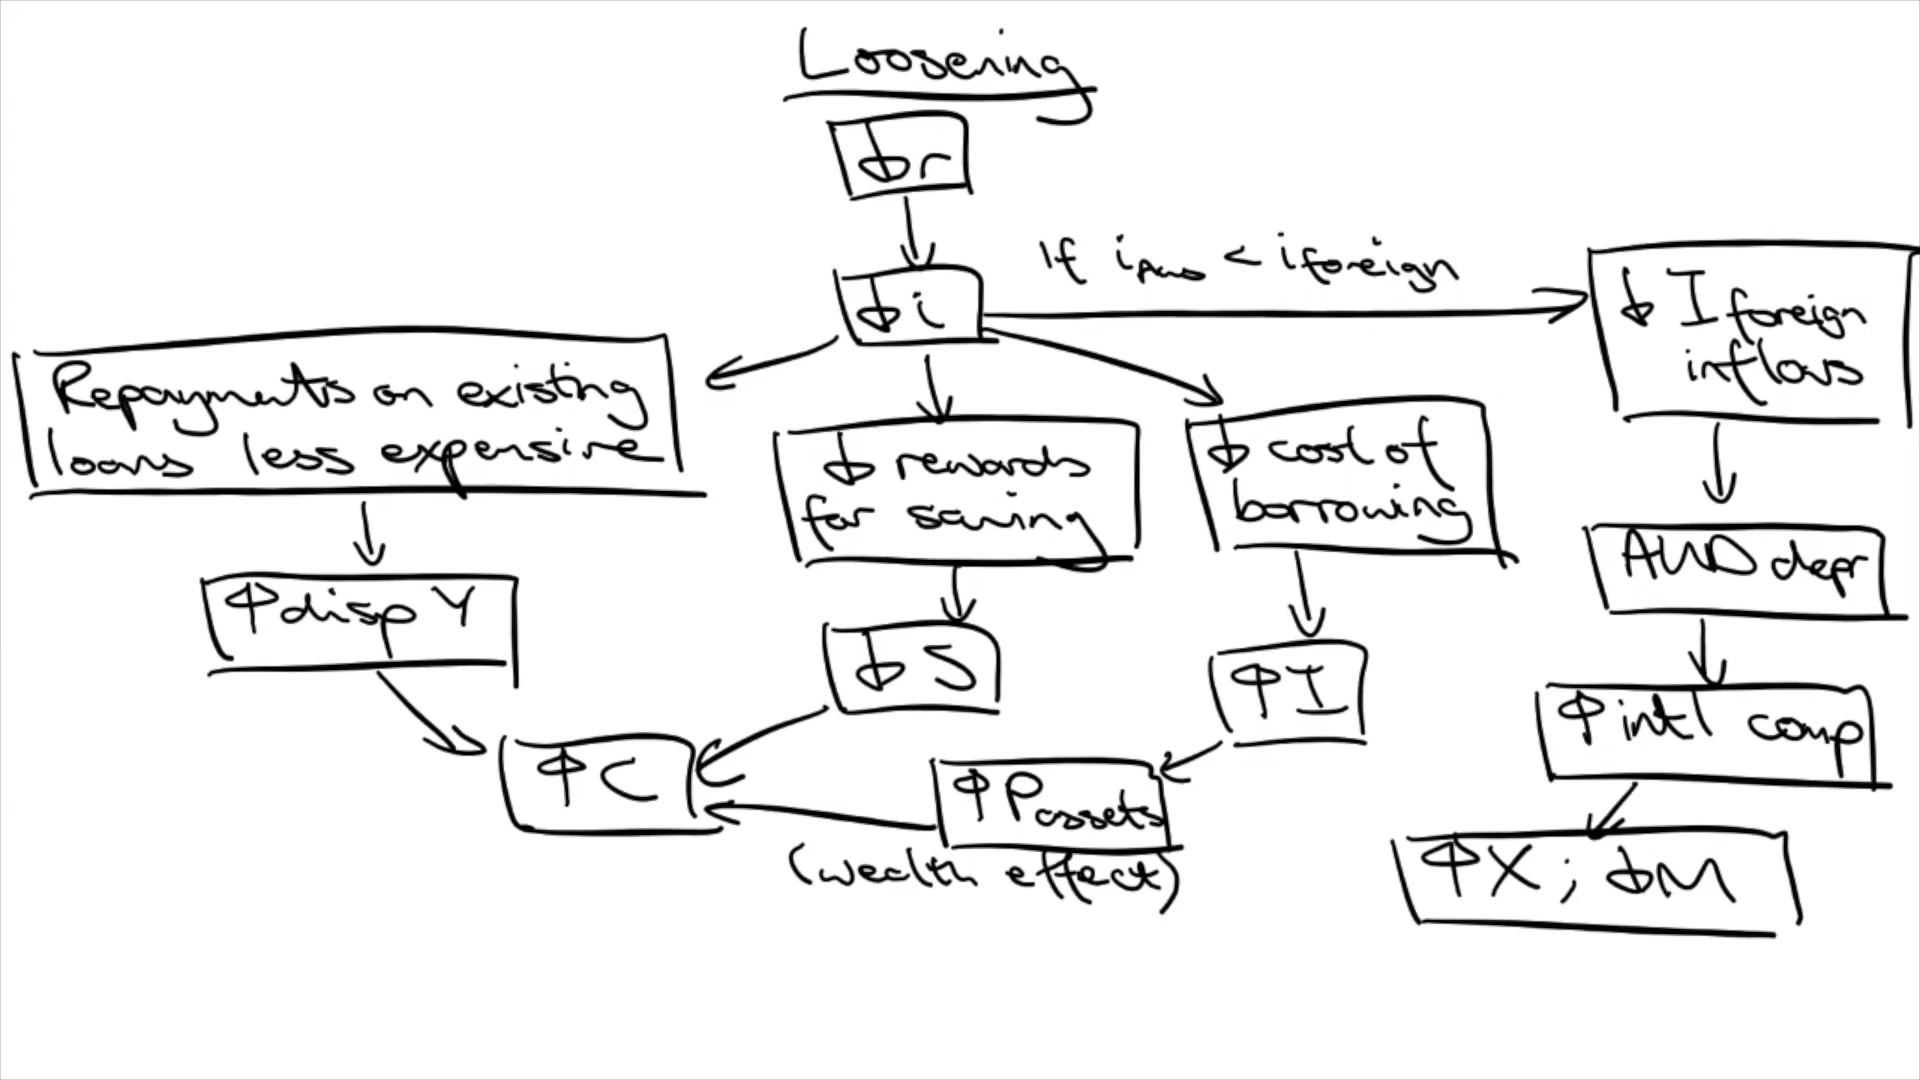 Loosening
↓r
↓i
If iAus < iforeign
↓ I foreign
inflows
Repayments on existing
loans less expensive
↓ rewards
for saving
↓ cost of
borrowing
AUD depr
↑ disp Y
↓ S
↑ I
↑ int'l comp
↑ C
↑ Passets
(wealth effect)
↑X; ↓M